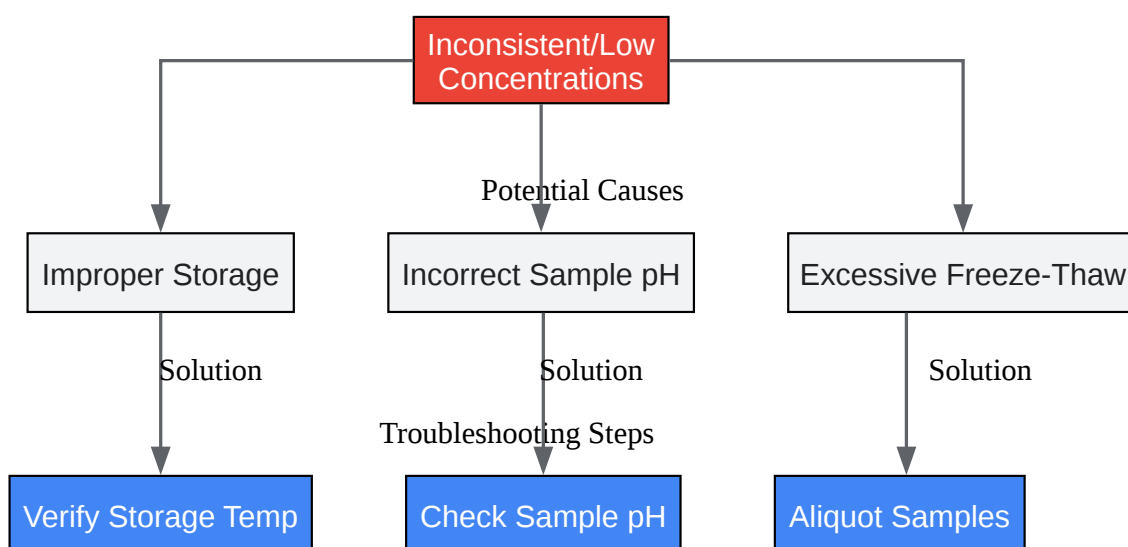 Inconsistent/Low
Concentrations
Potential Causes
Improper Storage
Incorrect Sample pH
Excessive Freeze-Thaw
Solution
Solution
Solution
Troubleshooting Steps
Verify Storage Temp
Check Sample pH
Aliquot Samples